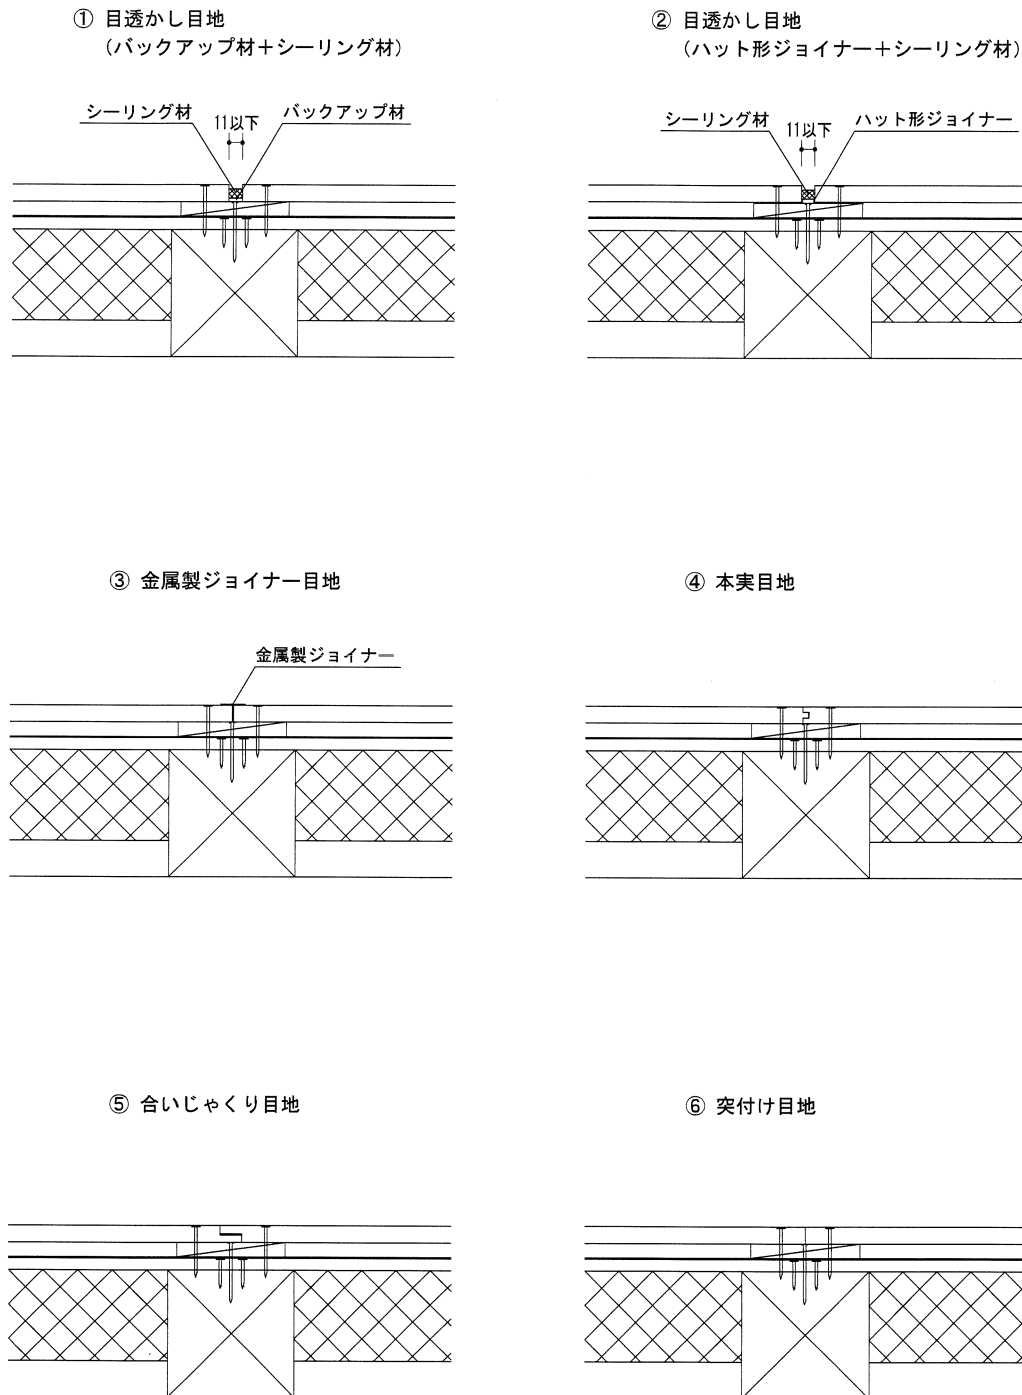 ① 目透かし目地
(バックアップ材＋シーリング材)
シーリング材
11以下
バックアップ材
② 目透かし目地
(ハット形ジョイナー＋シーリング材)
シーリング材
11以下
ハット形ジョイナー
③ 金属製ジョイナー目地
金属製ジョイナー
④ 本実目地
⑤ 合いじゃくり目地
⑥ 突付け目地